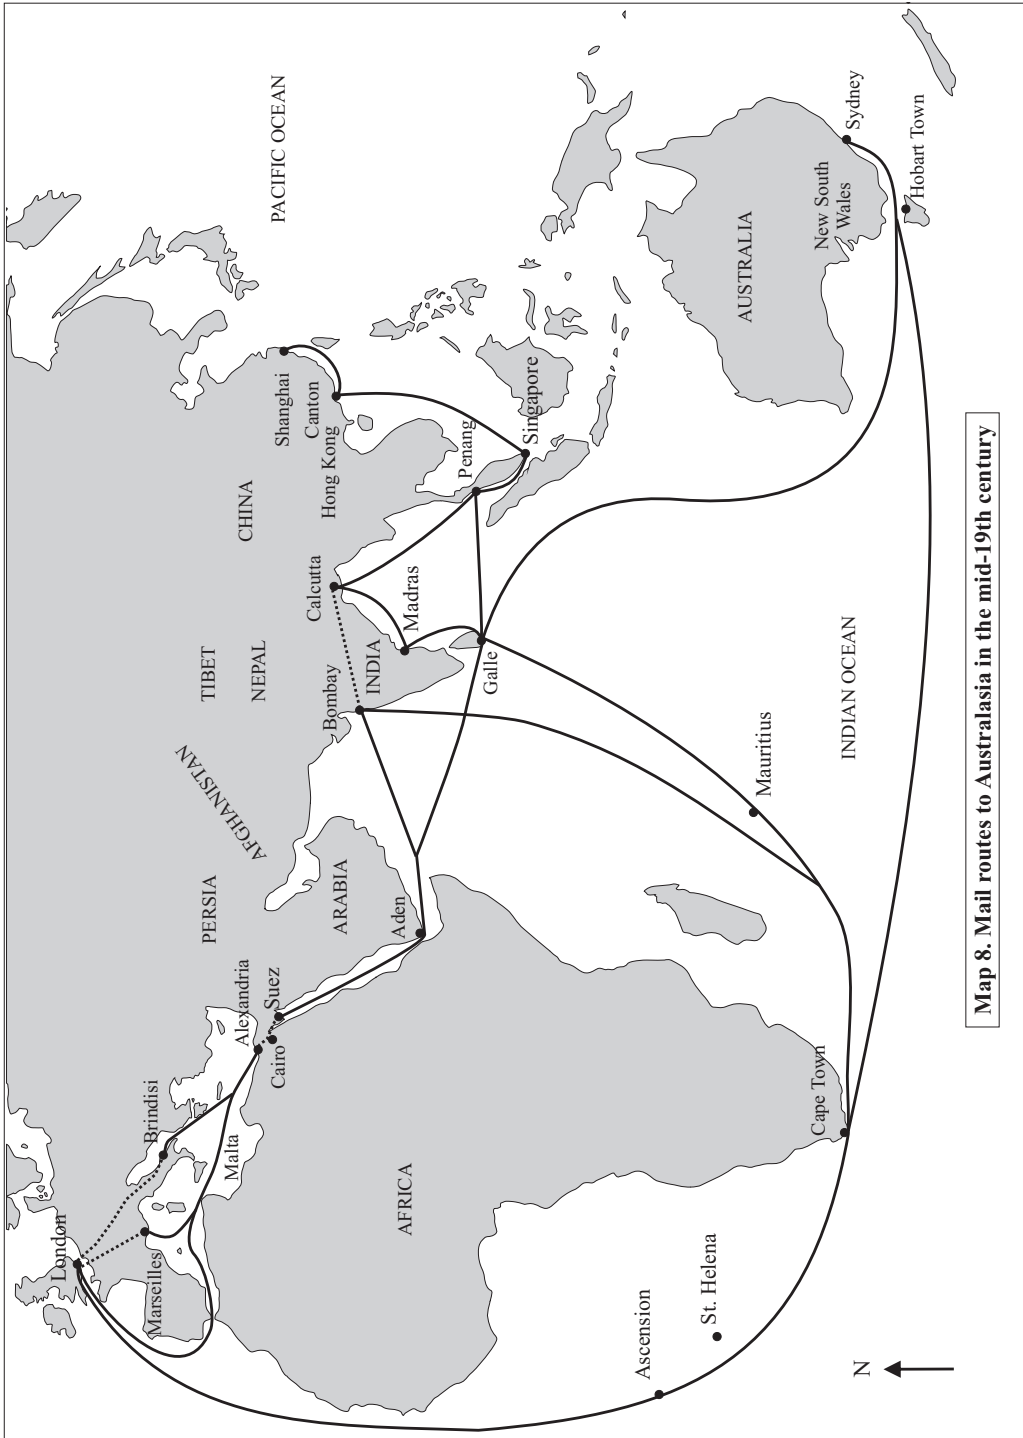 London
Brindisi
Marseilles
Malta
Alexandria
Cairo
Suez
Aden
ARABIA
PERSIA
AFGHANISTAN
TIBET
NEPAL
CHINA
INDIA
Bombay
Calcutta
Madras
Galle
Penang
Singapore
Hong Kong
Canton
Shanghai
PACIFIC OCEAN
AFRICA
Ascension
St. Helena
Cape Town
Mauritius
INDIAN OCEAN
AUSTRALIA
New South
Wales
Sydney
Hobart Town
N
Map 8. Mail routes to Australasia in the mid-19th century